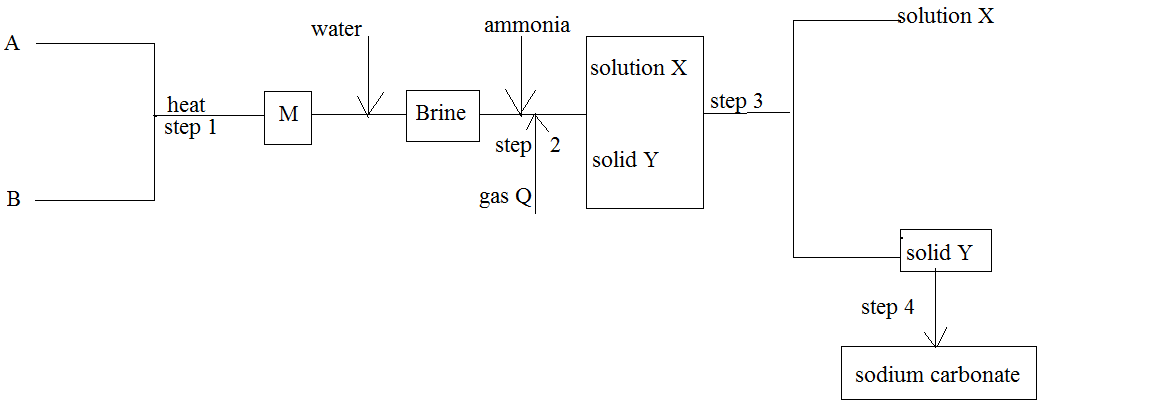 A
B
heat
step 1
M
water
Brine
ammonia
step 2
gas Q
solution X
solid Y
step 3
solution X
solid Y
step 4
sodium carbonate